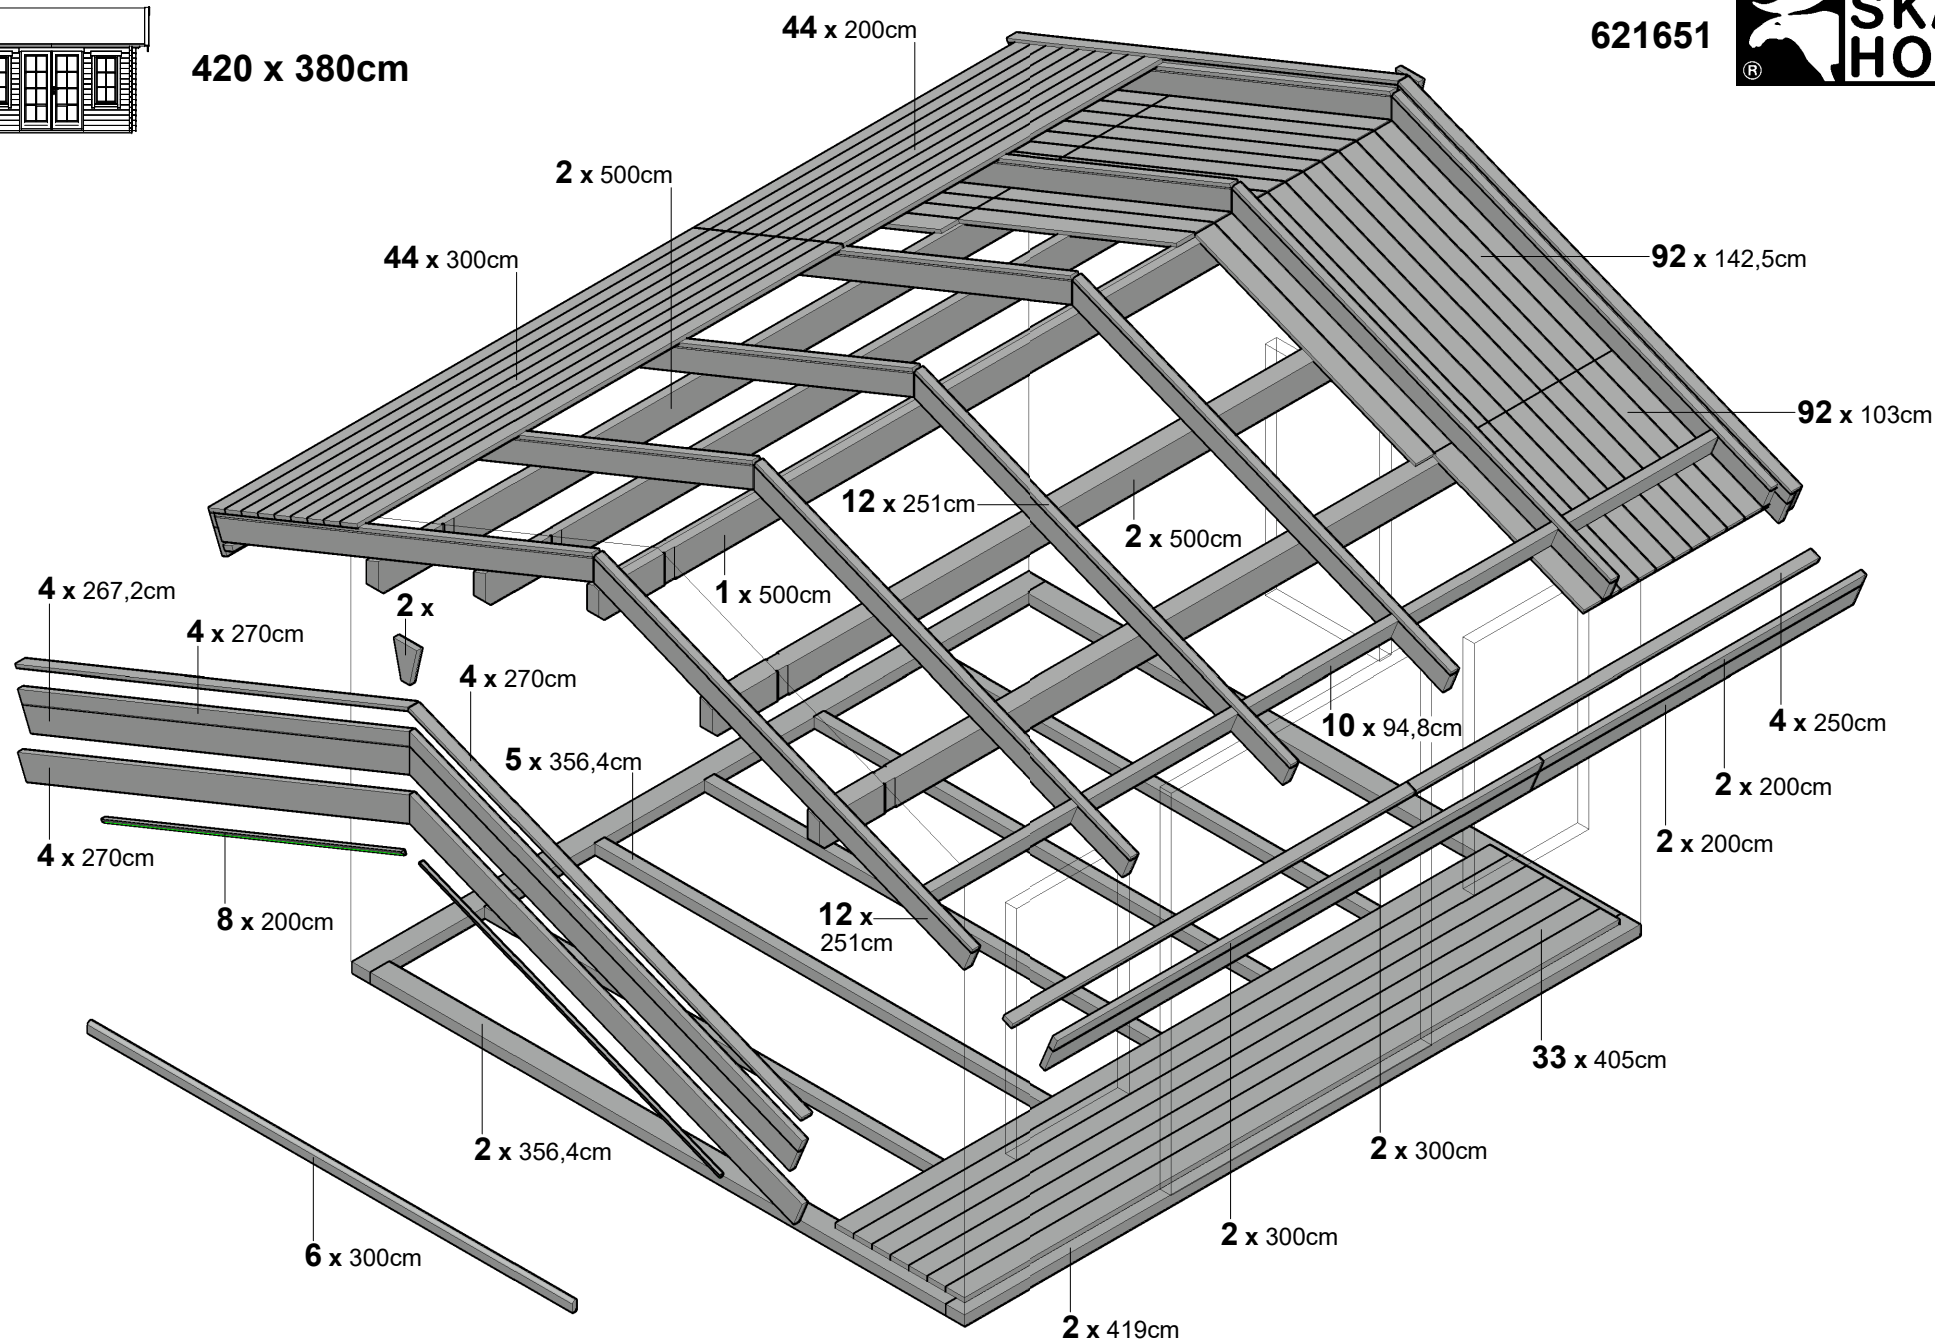 44 x 200cm
621651
SKA
HO
®
420 x 380cm
2 x 500cm
44 x 300cm
92 x 142,5cm
92 x 103cm
12 x 251cm
2 x 500cm
1 x 500cm
4 x 267,2cm
2 x
4 x 270cm
4 x 270cm
10 x 94,8cm
4 x 250cm
5 x 356,4cm
2 x 200cm
2 x 200cm
4 x 270cm
8 x 200cm
12 x
251cm
33 x 405cm
2 x 356,4cm
2 x 300cm
2 x 300cm
6 x 300cm
2 x 419cm